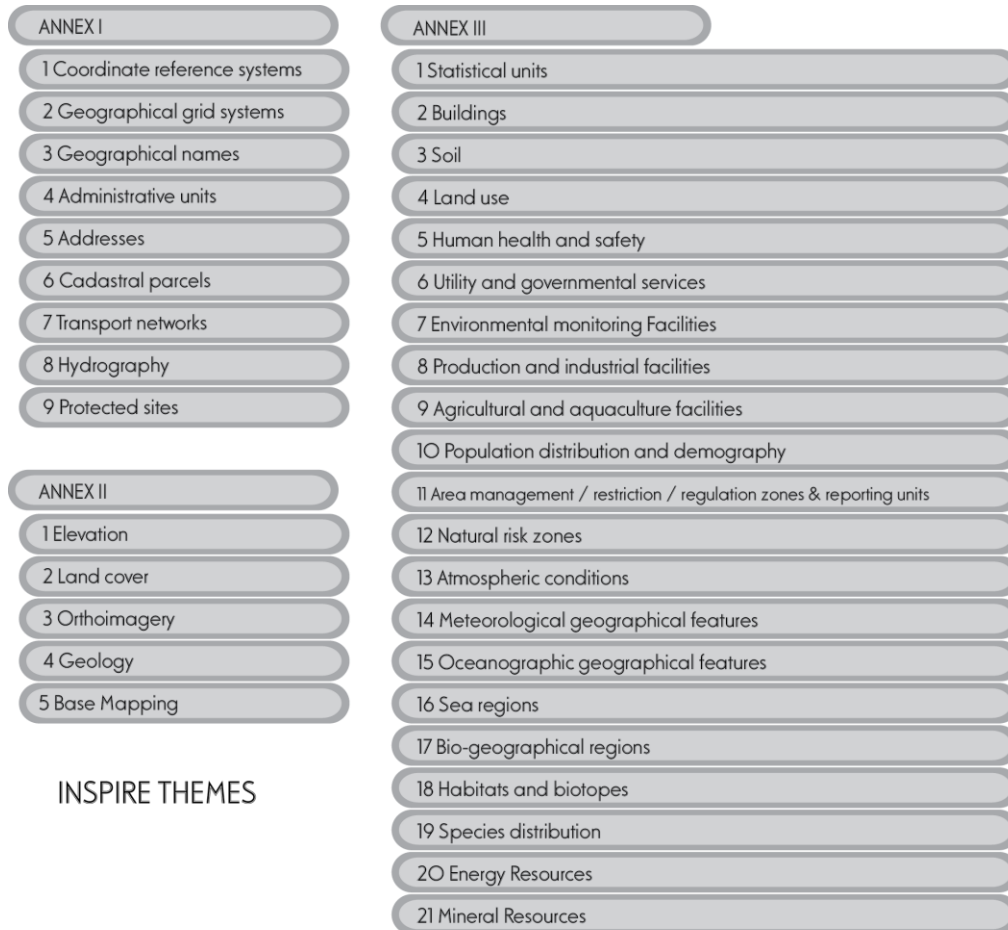 ANNEX I
1 Coordinate reference systems
2 Geographical grid systems
3 Geographical names
4 Administrative units
5 Addresses
6 Cadastral parcels
7 Transport networks
8 Hydrography
9 Protected sites
ANNEX II
1 Elevation
2 Land cover
3 Orthoimagery
4 Geology
5 Base Mapping
INSPIRE THEMES
ANNEX III
1 Statistical units
2 Buildings
3 Soil
4 Land use
5 Human health and safety
6 Utility and governmental services
7 Environmental monitoring Facilities
8 Production and industrial facilities
9 Agricultural and aquaculture facilities
10 Population distribution and demography
11 Area management / restriction / regulation zones & reporting units
12 Natural risk zones
13 Atmospheric conditions
14 Meteorological geographical features
15 Oceanographic geographical features
16 Sea regions
17 Bio-geographical regions
18 Habitats and biotopes
19 Species distribution
20 Energy Resources
21 Mineral Resources